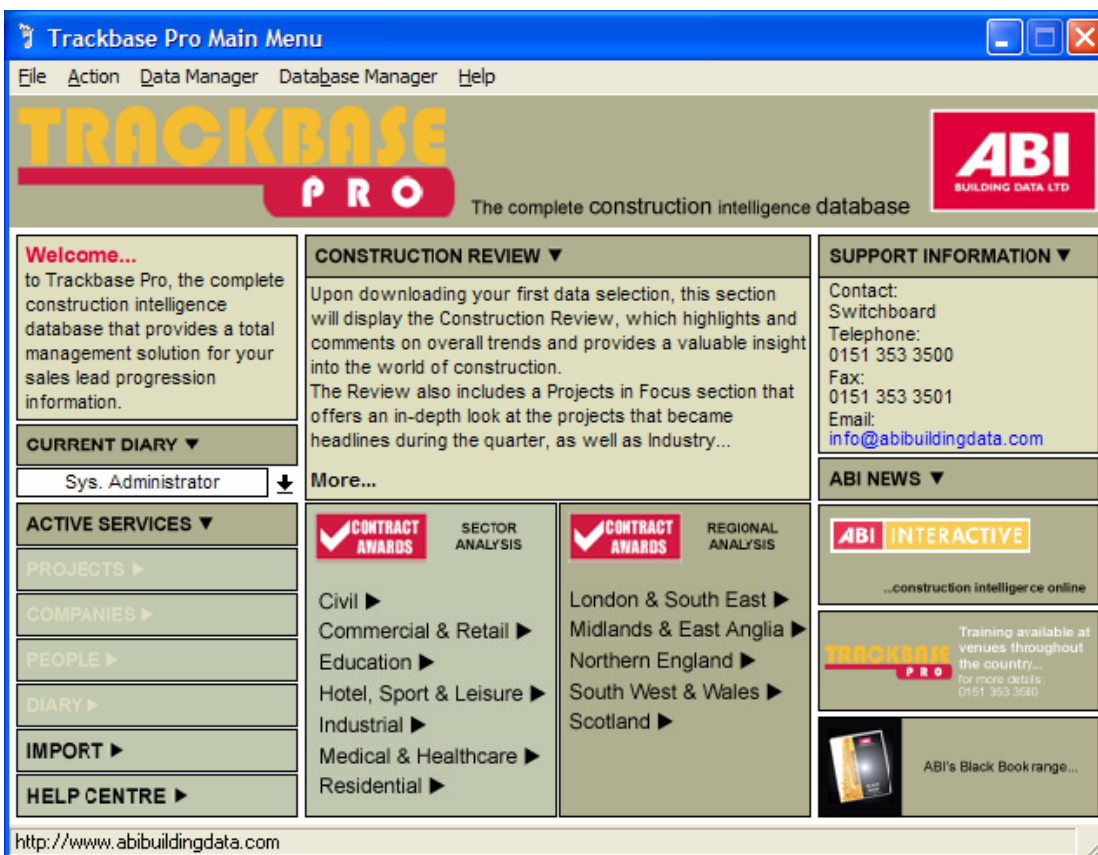 Trackbase Pro Main Menu
File Action Data Manager Database Manager Help
TRACKBASE
PRO
The complete construction intelligence database
ABI
BUILDING DATA LTD
Welcome...
to Trackbase Pro, the complete
construction intelligence
database that provides a total
management solution for your
sales lead progression
information.
CURRENT DIARY ▼
Sys. Administrator
ACTIVE SERVICES ▼
PROJECTS ▶
COMPANIES ▶
PEOPLE ▶
DIARY ▶
IMPORT ▶
HELP CENTRE ▶
CONSTRUCTION REVIEW ▼
Upon downloading your first data selection, this section
will display the Construction Review, which highlights and
comments on overall trends and provides a valuable insight
into the world of construction.
The Review also includes a Projects in Focus section that
offers an in-depth look at the projects that became
headlines during the quarter, as well as Industry...
More...
CONTRACT
AWARDS
SECTOR
ANALYSIS
Civil ▶
Commercial & Retail ▶
Education ▶
Hotel, Sport & Leisure ▶
Industrial ▶
Medical & Healthcare ▶
Residential ▶
CONTRACT
AWARDS
REGIONAL
ANALYSIS
London & South East ▶
Midlands & East Anglia ▶
Northern England ▶
South West & Wales ▶
Scotland ▶
SUPPORT INFORMATION ▼
Contact:
Switchboard
Telephone:
0151 353 3500
Fax:
0151 353 3501
Email:
info@abibuildingdata.com
ABI NEWS ▼
ABI INTERACTIVE
...construction intelligence online
TRACKBASE
PRO
Training available at
venues throughout
the country...
for more details:
0151 353 3500
ABI's Black Book range...
http://www.abibuildingdata.com